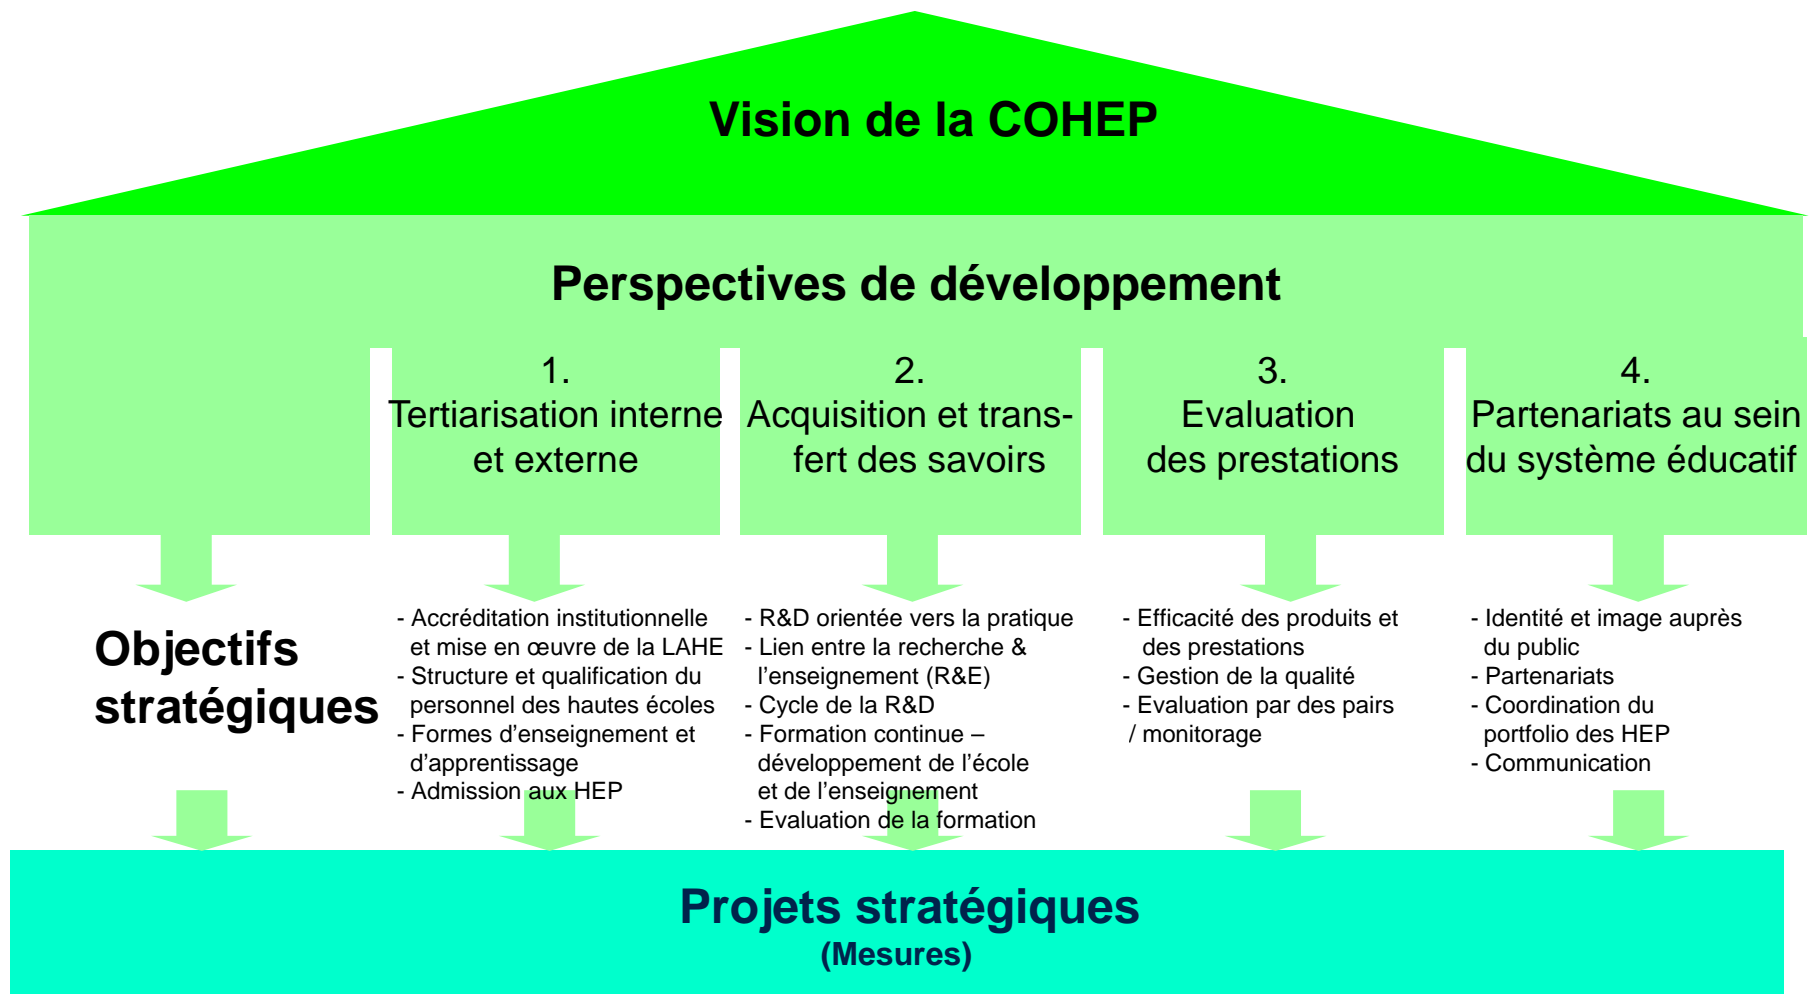 Vision de la COHEP
Perspectives de développement
1.
Tertiarisation interne
et externe
2.
Acquisition et trans-
fert des savoirs
3.
Evaluation
des prestations
4.
Partenariats au sein
du système éducatif
Objectifs
stratégiques
- Accréditation institutionnelle
et mise en œuvre de la LAHE
- Structure et qualification du
personnel des hautes écoles
- Formes d’enseignement et
d’apprentissage
- Admission aux HEP
- R&D orientée vers la pratique
- Lien entre la recherche &
l’enseignement (R&E)
- Cycle de la R&D
- Formation continue –
développement de l’école
et de l’enseignement
- Evaluation de la formation
- Efficacité des produits et
des prestations
- Gestion de la qualité
- Evaluation par des pairs
/ monitorage
- Identité et image auprès
du public
- Partenariats
- Coordination du
portfolio des HEP
- Communication
Projets stratégiques
(Mesures)